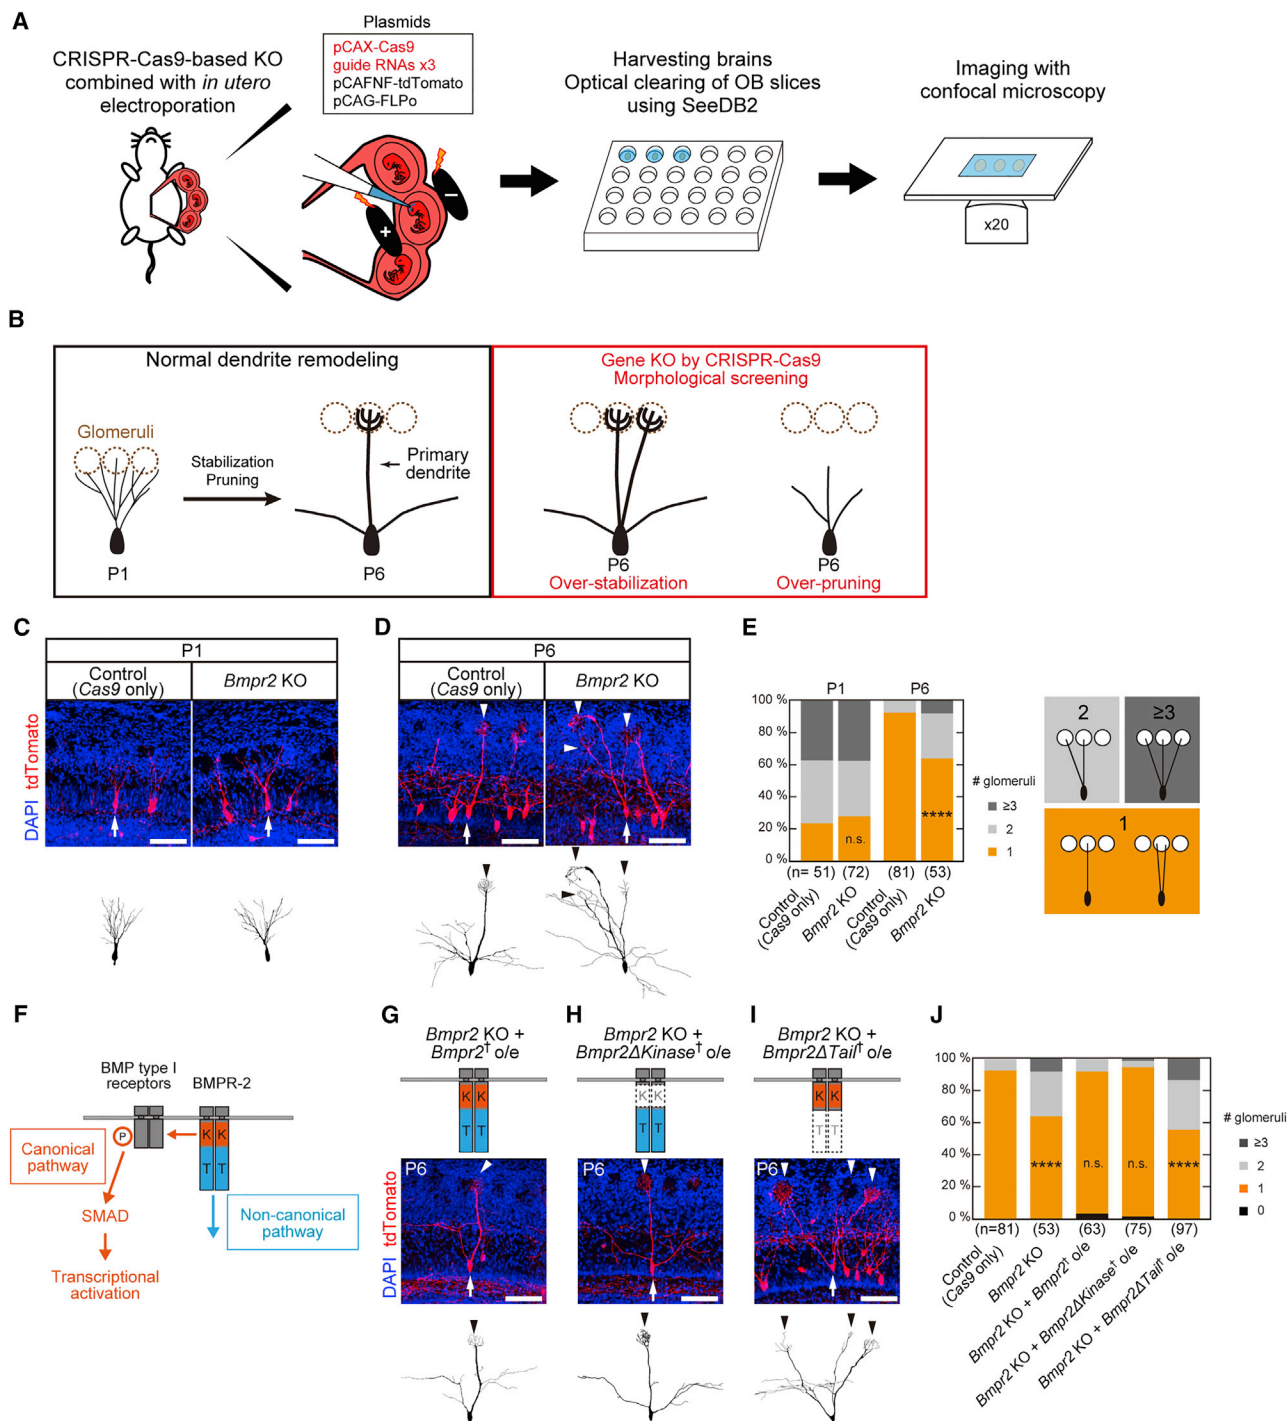 A
CRISPR-Cas9-based KO
combined with in utero
electroporation
Plasmids
pCAX-Cas9
guide RNAs x3
pCAFNF-tdTomato
pCAG-FLPo
+
−
Harvesting brains
Optical clearing of OB slices
using SeeDB2
Imaging with
confocal microscopy
x20
B
Normal dendrite remodeling
Glomeruli
Stabilization
Pruning
Primary
dendrite
P1
P6
Gene KO by CRISPR-Cas9
Morphological screening
P6
Over-stabilization
P6
Over-pruning
C
P1
Control
(Cas9 only)
Bmpr2 KO
DAPI tdTomato
D
P6
Control
(Cas9 only)
Bmpr2 KO
E
P1
P6
100 %
80 %
60 %
40 %
20 %
0 %
n.s.
****
(n= 51)
(72)
(81)
(53)
Control
(Cas9 only)
Bmpr2 KO
Control
(Cas9 only)
Bmpr2 KO
# glomeruli
≥3
2
1
2
≥3
1
F
BMP type I
receptors
BMPR-2
P
K K
T T
Canonical
pathway
SMAD
Transcriptional
activation
Non-canonical
pathway
G
Bmpr2 KO +
Bmpr2† o/e
K K
T T
P6
DAPI tdTomato
H
Bmpr2 KO +
Bmpr2ΔKinase† o/e
K K
T T
P6
I
Bmpr2 KO +
Bmpr2ΔTail† o/e
K K
T T
P6
J
100 %
80 %
60 %
40 %
20 %
0 %
****
n.s.
n.s.
****
(n=81)
(53)
(63)
(75)
(97)
Control
(Cas9 only)
Bmpr2 KO
Bmpr2 KO + Bmpr2† o/e
Bmpr2 KO + Bmpr2ΔKinase† o/e
Bmpr2 KO + Bmpr2ΔTail† o/e
# glomeruli
≥3
2
1
0